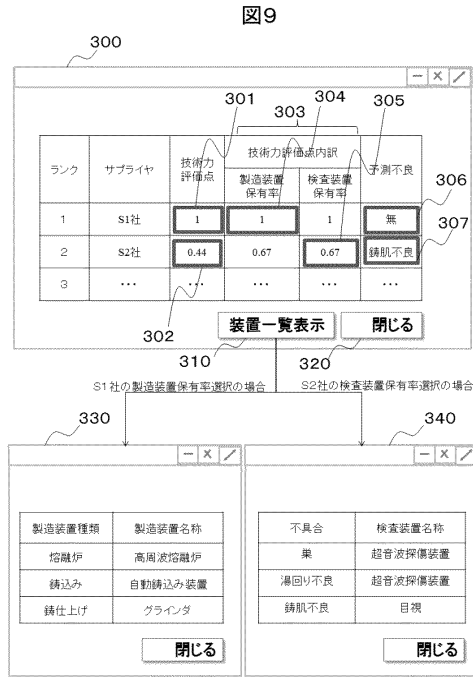 図9
300
301
303
304
305
ランク
サプライヤ
技術力
評価点
技術力評価点内訳
製造装置
保有率
検査装置
保有率
予測不良
306
307
1 S1社 1 1 1 無
2 S2社 0.44 0.67 0.67 鋳肌不良
3 ... ... ... ... ...
302
装置一覧表示 閉じる
310 320
S1社の製造装置保有率選択の場合
S2社の検査装置保有率選択の場合
330
製造装置種類 製造装置名称
熔融炉 高周波熔融炉
鋳込み 自動鋳込み装置
鋳仕上げ グラインダ
閉じる
340
不具合 検査装置名称
巣 超音波探傷装置
湯回り不良 超音波探傷装置
鋳肌不良 目視
閉じる